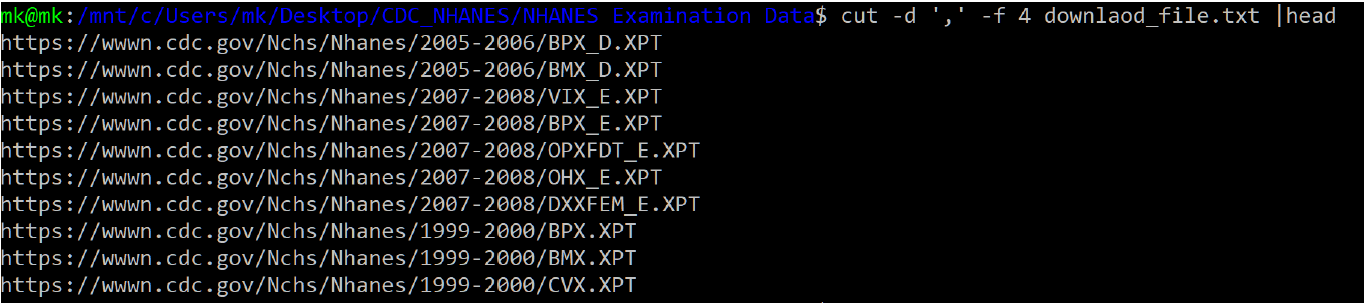 mk@mk:/mnt/c/Users/mk/Desktop/CDC_NHANES/NHANES Examination Data$ cut -d ',' -f 4 downlaod_file.txt |head
https://wwwn.cdc.gov/Nchs/Nhanes/2005-2006/BPX_D.XPT
https://wwwn.cdc.gov/Nchs/Nhanes/2005-2006/BMX_D.XPT
https://wwwn.cdc.gov/Nchs/Nhanes/2007-2008/VIX_E.XPT
https://wwwn.cdc.gov/Nchs/Nhanes/2007-2008/BPX_E.XPT
https://wwwn.cdc.gov/Nchs/Nhanes/2007-2008/OPXFDT_E.XPT
https://wwwn.cdc.gov/Nchs/Nhanes/2007-2008/OHX_E.XPT
https://wwwn.cdc.gov/Nchs/Nhanes/2007-2008/DXXFEM_E.XPT
https://wwwn.cdc.gov/Nchs/Nhanes/1999-2000/BPX.XPT
https://wwwn.cdc.gov/Nchs/Nhanes/1999-2000/BMX.XPT
https://wwwn.cdc.gov/Nchs/Nhanes/1999-2000/CVX.XPT